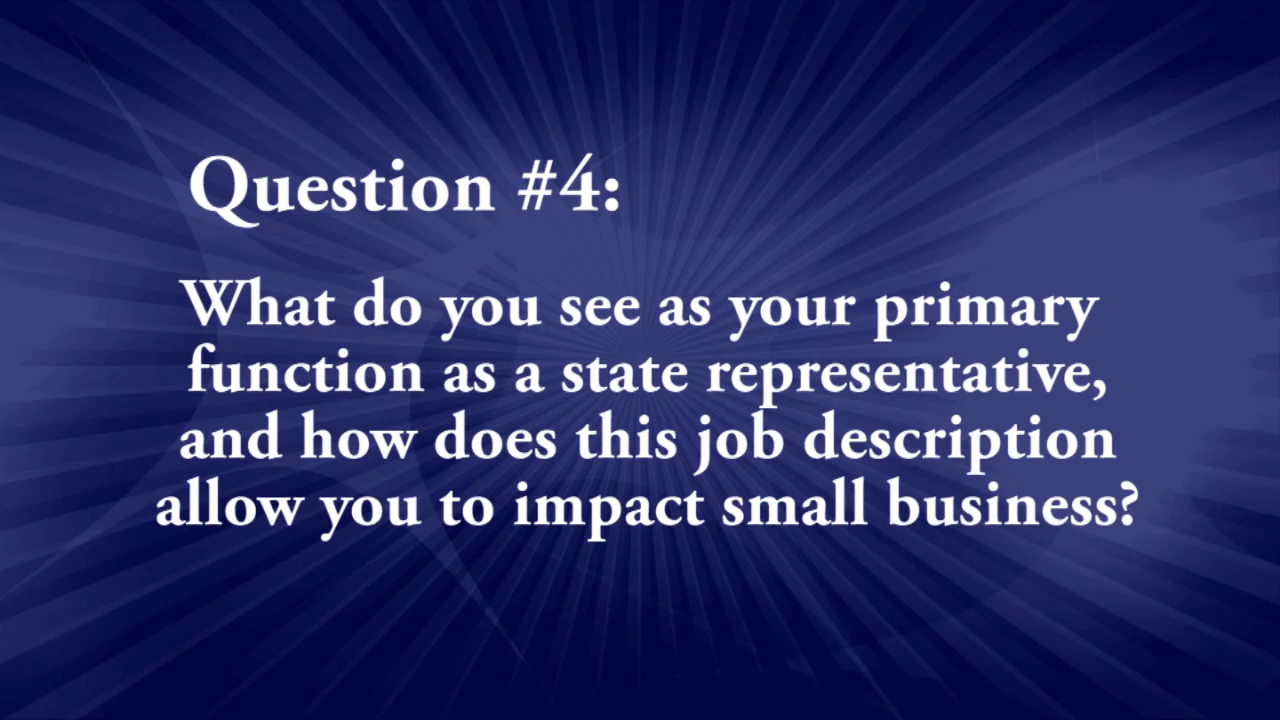 Question #4:
What do you see as your primary
function as a state representative,
and how does this job description
allow you to impact small business?